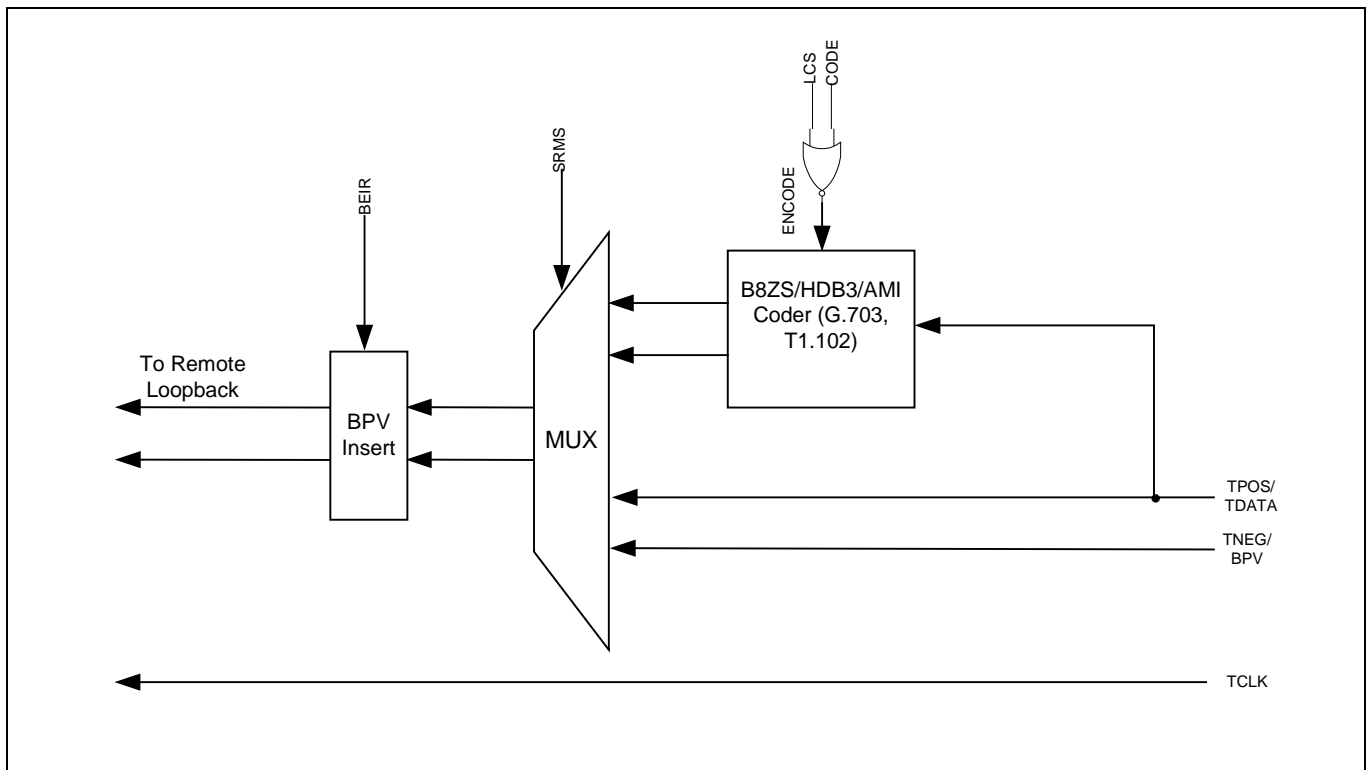 LCS
CODE
SRMS
BEIR
ENCODE
B8ZS/HDB3/AMI
Coder (G.703,
T1.102)
To Remote
Loopback
BPV
Insert
MUX
TPOS/
TDATA
TNEG/
BPV
TCLK